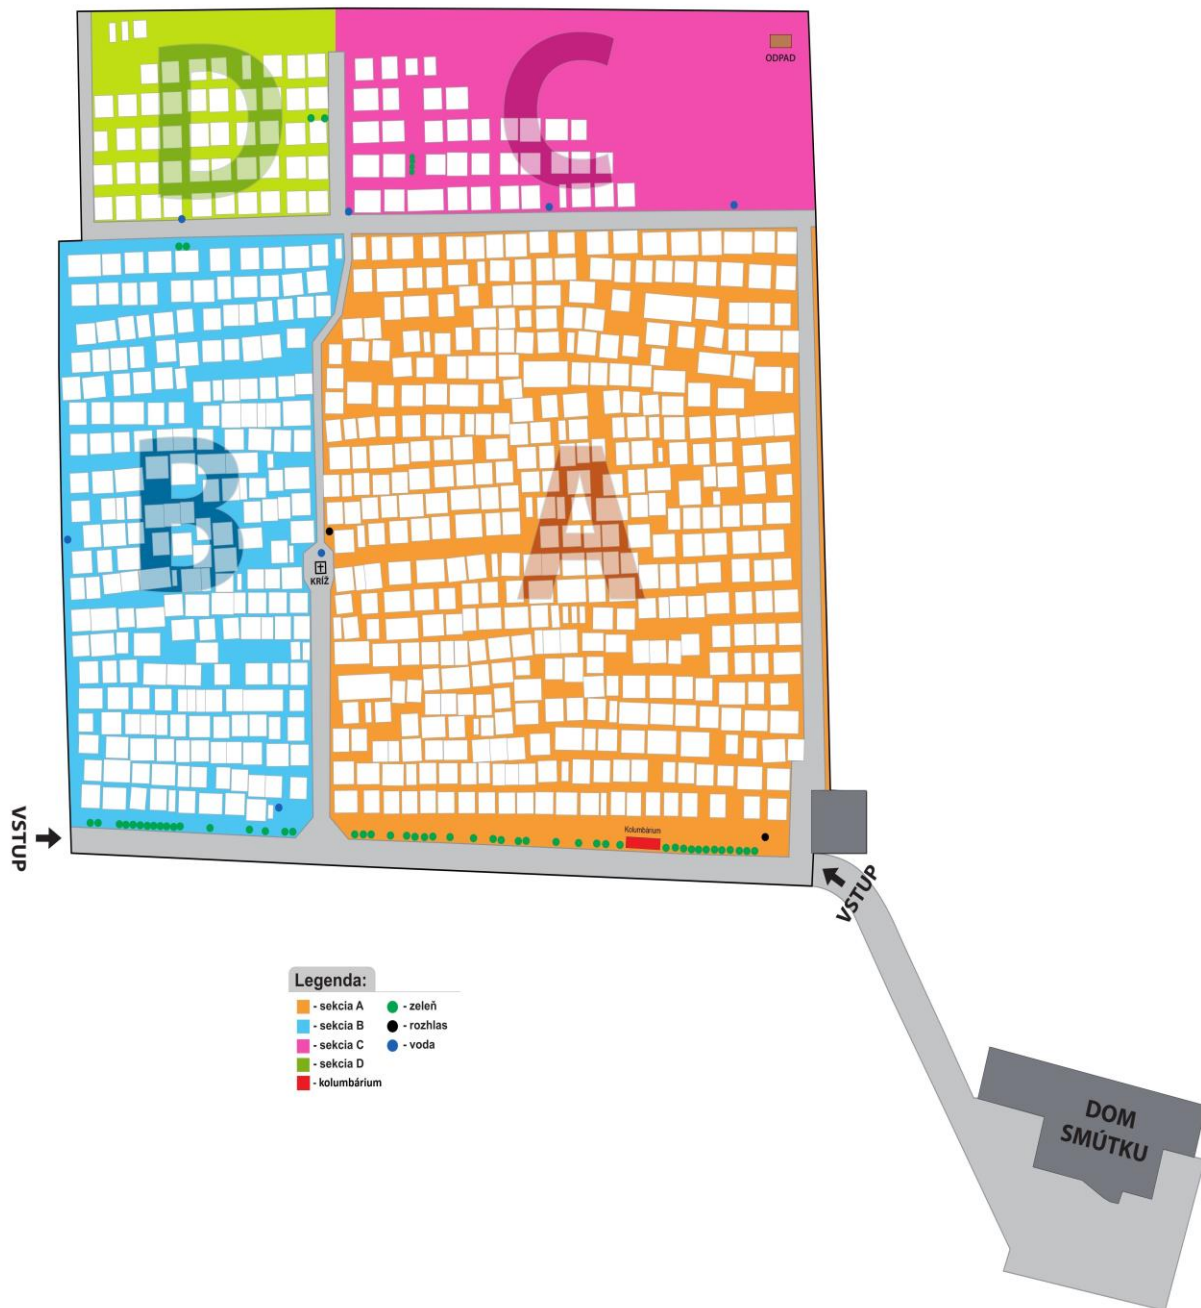 D
C
ODPAD
B
A
KRÍŽ
VSTUP
Kolumbárium
VSTUP
Legenda:
- sekcia A
- sekcia B
- sekcia C
- sekcia D
- kolumbárium
- zeleň
- rozhlas
- voda
DOM
SMÚTKU